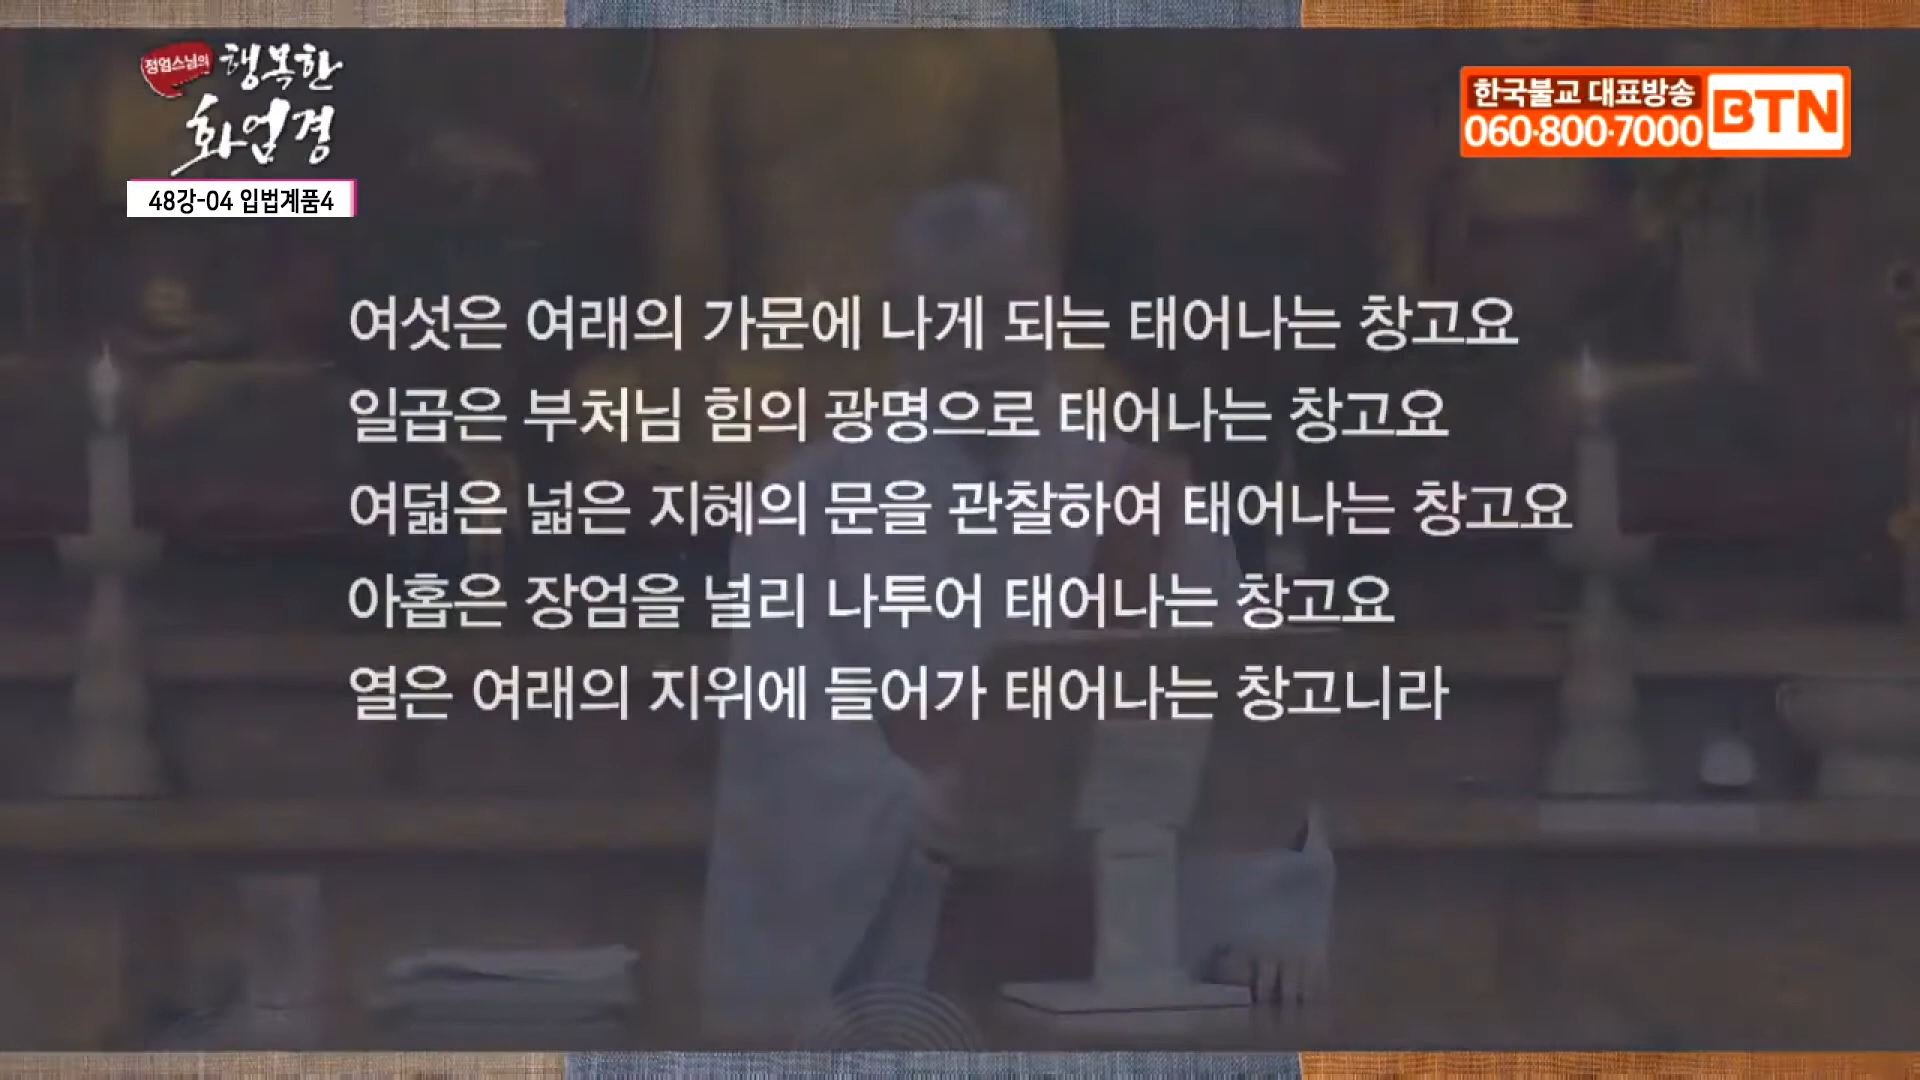 정엄스님의
행복한
화엄경
48강-04 입법계품4
한국불교 대표방송
060·800·7000
BTN
여섯은 여래의 가문에 나게 되는 태어나는 창고요
일곱은 부처님 힘의 광명으로 태어나는 창고요
여덟은 넓은 지혜의 문을 관찰하여 태어나는 창고요
아홉은 장엄을 널리 나투어 태어나는 창고요
열은 여래의 지위에 들어가 태어나는 창고니라